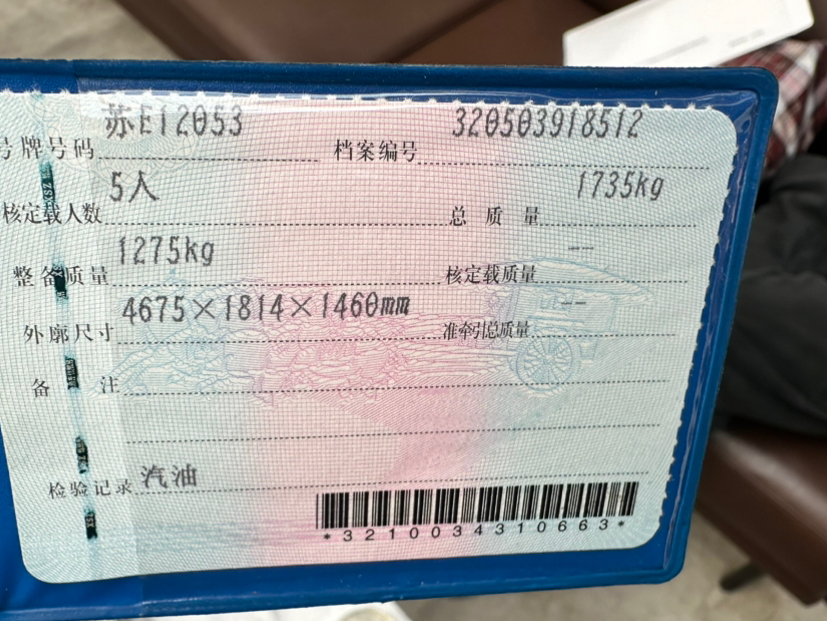 号牌号码 苏E12053 档案编号 320503918512
核定载人数 5人 总质量 1735kg
整备质量 1275kg 核定载质量 --
外廓尺寸 4675×1814×1460mm 准牵引总质量 --
备注
检验记录 汽油
*3210034310663*